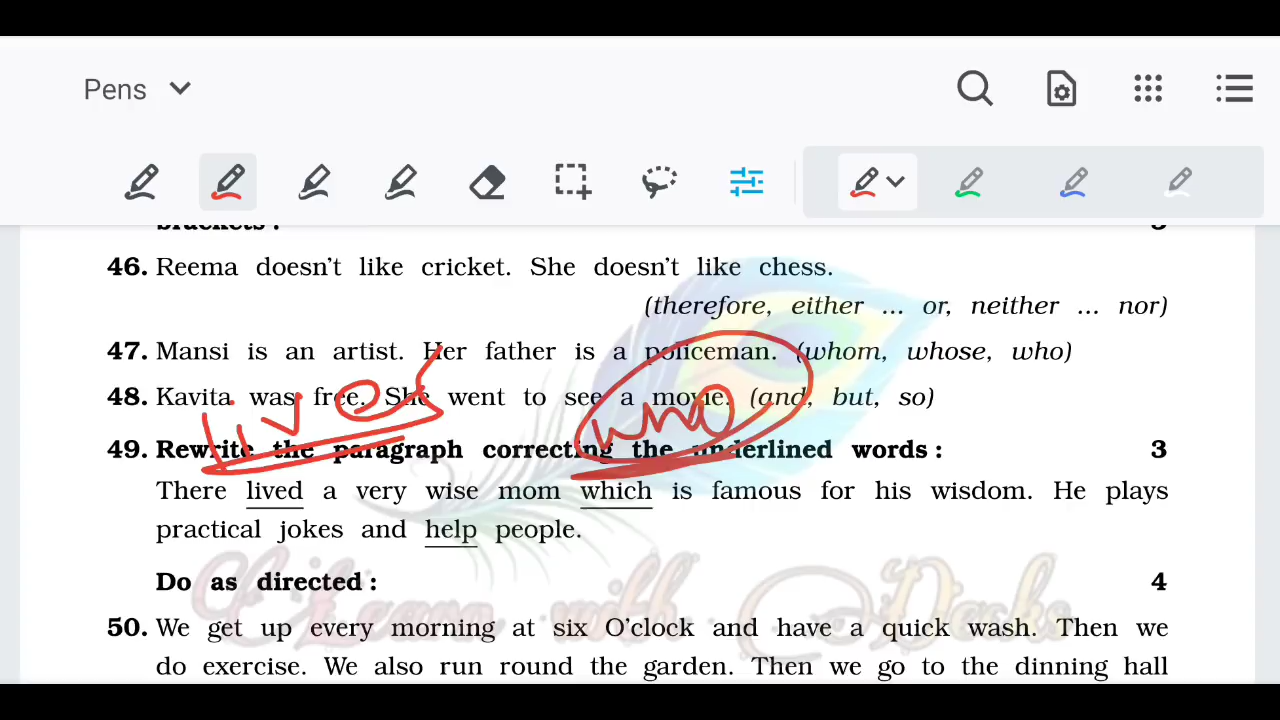 Pens
brackets : 3
46. Reema doesn't like cricket. She doesn't like chess.
(therefore, either ... or, neither ... nor)
47. Mansi is an artist. Her father is a policeman. (whom, whose, who)
48. Kavita was free. She went to see a movie. (and, but, so)
lives who
49. Rewrite the paragraph correcting the underlined words : 3
There lived a very wise mom which is famous for his wisdom. He plays
practical jokes and help people.
Learn with
Do as directed : 4
50. We get up every morning at six O'clock and have a quick wash. Then we
do exercise. We also run round the garden. Then we go to the dinning hall